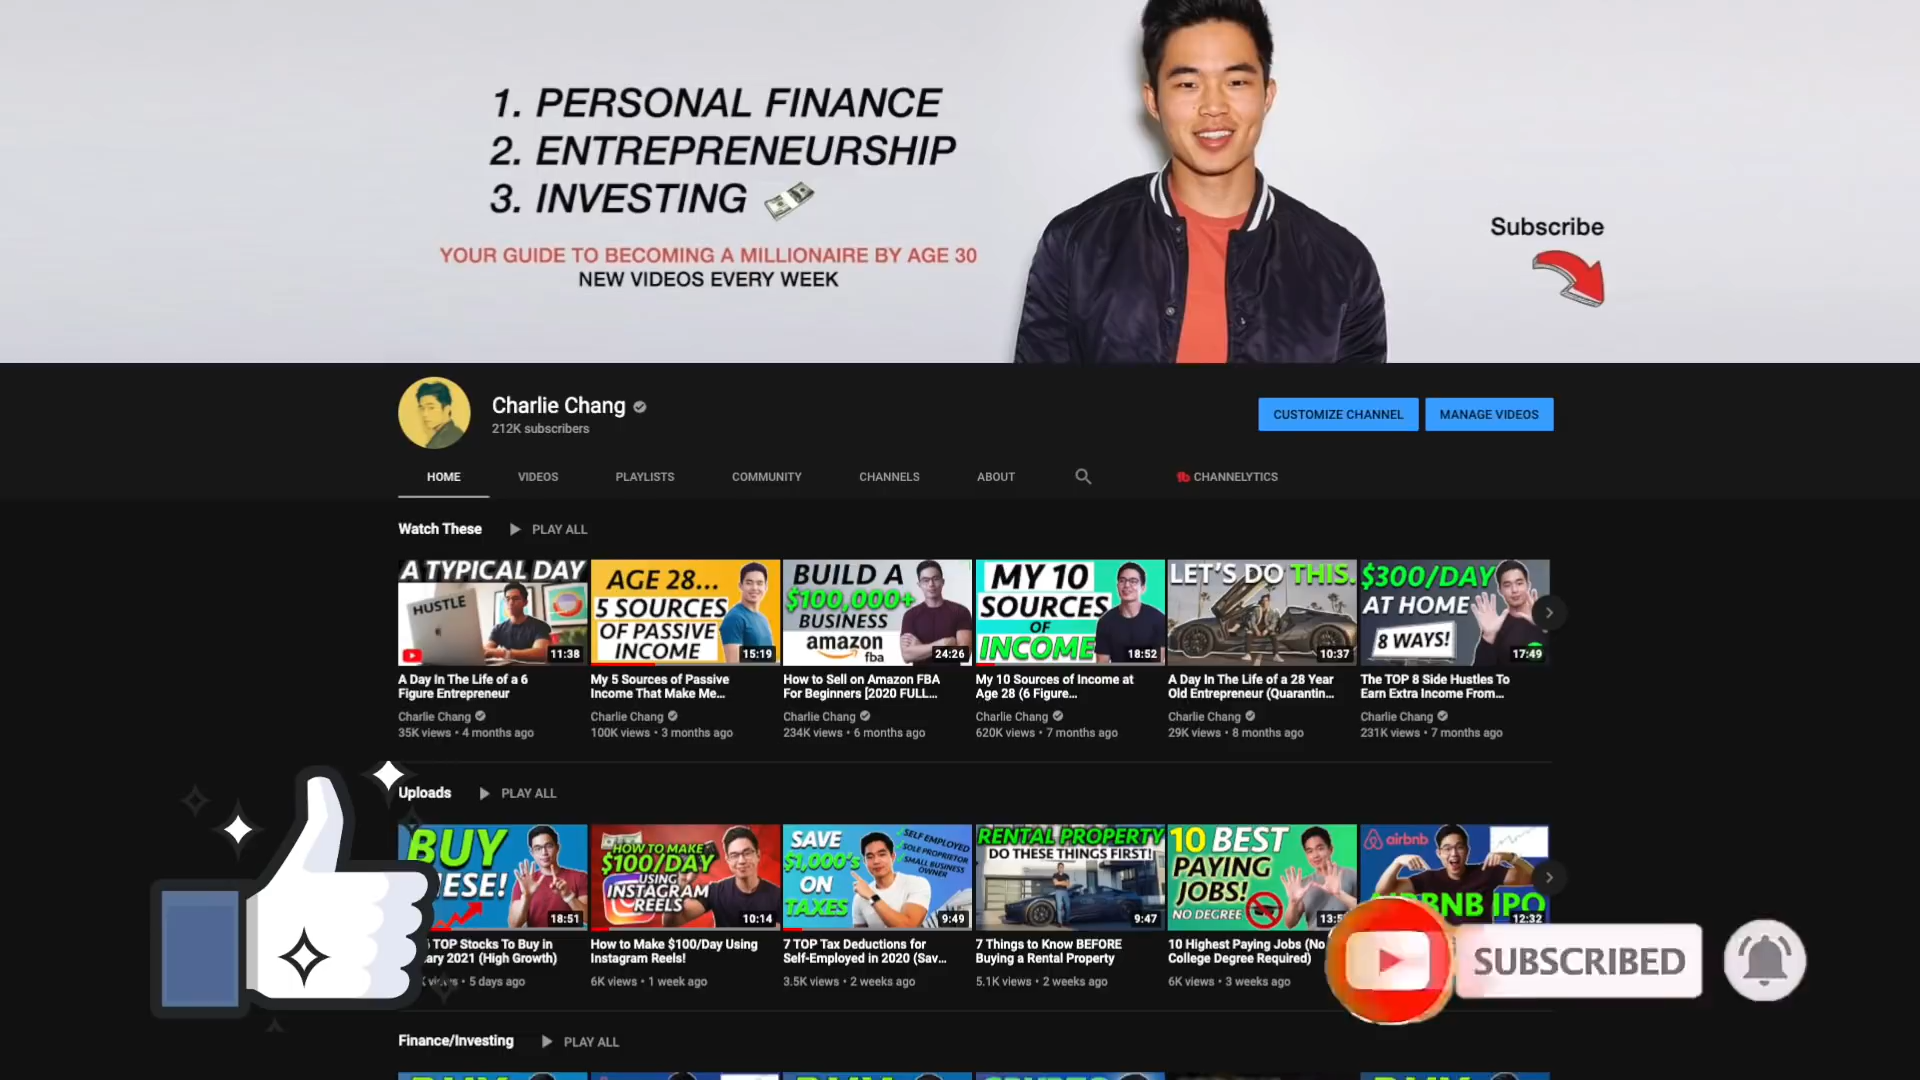 1. PERSONAL FINANCE
2. ENTREPRENEURSHIP
3. INVESTING
YOUR GUIDE TO BECOMING A MILLIONAIRE BY AGE 30
NEW VIDEOS EVERY WEEK
Subscribe
Charlie Chang
212K subscribers
CUSTOMIZE CHANNEL
MANAGE VIDEOS
HOME
VIDEOS
PLAYLISTS
COMMUNITY
CHANNELS
ABOUT
CHANNELYTICS
Watch These
PLAY ALL
A TYPICAL DAY
HUSTLE
11:38
A Day In The Life of a 6
Figure Entrepreneur
Charlie Chang
35K views • 4 months ago
AGE 28...
5 SOURCES
OF PASSIVE
INCOME
15:19
My 5 Sources of Passive
Income That Make Me...
Charlie Chang
100K views • 3 months ago
BUILD A
$100,000+
BUSINESS
amazon
fba
24:26
How to Sell on Amazon FBA
For Beginners [2020 FULL...
Charlie Chang
234K views • 6 months ago
MY 10
SOURCES
OF
INCOME
18:52
My 10 Sources of Income at
Age 28 (6 Figure...
Charlie Chang
620K views • 7 months ago
LET'S DO THIS.
10:37
A Day In The Life of a 28 Year
Old Entrepreneur (Quarantin...
Charlie Chang
29K views • 8 months ago
$300/DAY
AT HOME
8 WAYS!
17:49
The TOP 8 Side Hustles To
Earn Extra Income From...
Charlie Chang
231K views • 7 months ago
Uploads
PLAY ALL
BUY
HESE!
18:51
TOP Stocks To Buy in
ary 2021 (High Growth)
views • 5 days ago
HOW TO MAKE
$100/DAY
USING
INSTAGRAM
REELS
10:14
How to Make $100/Day Using
Instagram Reels!
6K views • 1 week ago
SAVE
$1,000's
ON
TAXES
SELF EMPLOYED
SOLE PROPRIETOR
SMALL BUSINESS
OWNER
9:49
7 TOP Tax Deductions for
Self-Employed in 2020 (Sav...
3.5K views • 2 weeks ago
RENTAL PROPERTY
DO THESE THINGS FIRST!
9:47
7 Things to Know BEFORE
Buying a Rental Property
5.1K views • 2 weeks ago
10 BEST
PAYING
JOBS!
NO DEGREE
13:5
10 Highest Paying Jobs (No
College Degree Required)
6K views • 3 weeks ago
airbnb
AIRBNB IPO
12:32
SUBSCRIBED
Finance/Investing
PLAY ALL